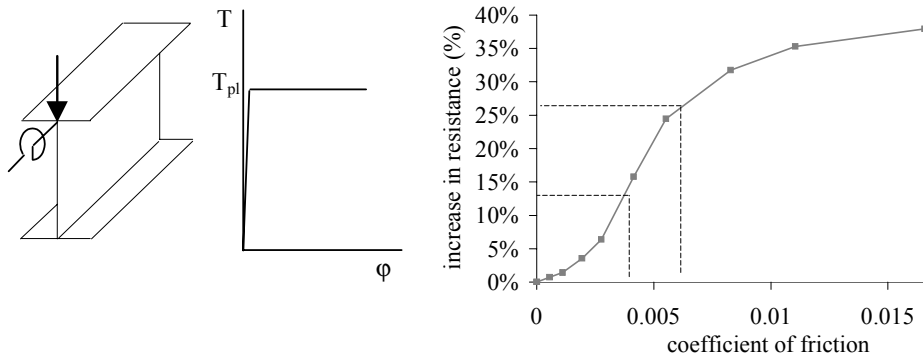 T
T_pl
φ
increase in resistance (%)
40%
35%
30%
25%
20%
15%
10%
5%
0%
0 0.005 0.01 0.015
coefficient of friction